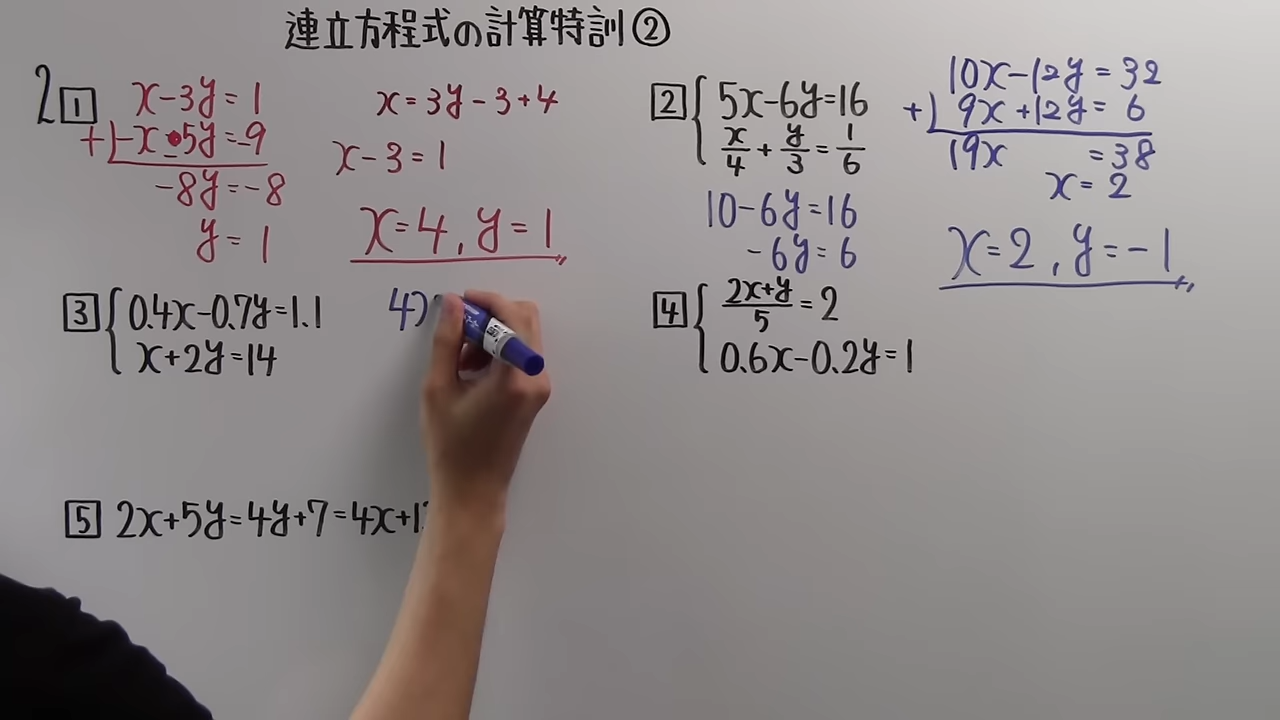 連立方程式の計算特訓②
2
1
x-3y=1
+)-x-5y=-9
-8y=-8
y=1
x=3y-3+4
x-3=1
x=4,y=1
2
5x-6y=16
x/4+y/3=1/6
10x-12y=32
+)9x+12y=6
19x =38
x=2
10-6y=16
-6y=6
x=2,y=-1
3
0.4x-0.7y=1.1
x+2y=14
4
(2x+y)/5=2
0.6x-0.2y=1
5
2x+5y=4y+7=4x+